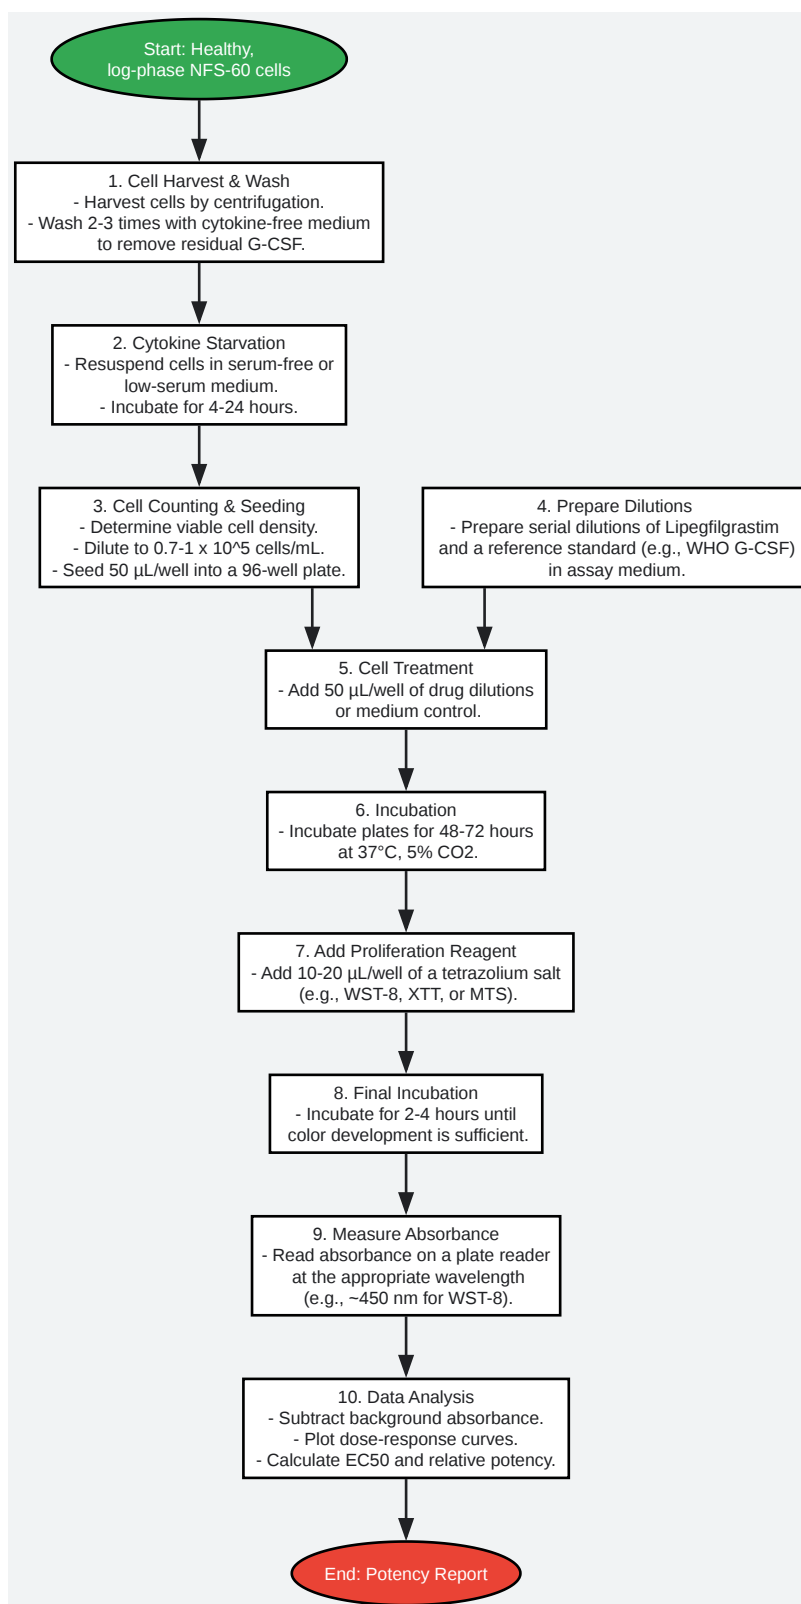 Start: Healthy,
log-phase NFS-60 cells
1. Cell Harvest & Wash
- Harvest cells by centrifugation.
- Wash 2-3 times with cytokine-free medium
to remove residual G-CSF.
2. Cytokine Starvation
- Resuspend cells in serum-free or
low-serum medium.
- Incubate for 4-24 hours.
3. Cell Counting & Seeding
- Determine viable cell density.
- Dilute to 0.7-1 x 10^5 cells/mL.
- Seed 50 µL/well into a 96-well plate.
4. Prepare Dilutions
- Prepare serial dilutions of Lipegfilgrastim
and a reference standard (e.g., WHO G-CSF)
in assay medium.
5. Cell Treatment
- Add 50 µL/well of drug dilutions
or medium control.
6. Incubation
- Incubate plates for 48-72 hours
at 37°C, 5% CO2.
7. Add Proliferation Reagent
- Add 10-20 µL/well of a tetrazolium salt
(e.g., WST-8, XTT, or MTS).
8. Final Incubation
- Incubate for 2-4 hours until
color development is sufficient.
9. Measure Absorbance
- Read absorbance on a plate reader
at the appropriate wavelength
(e.g., ~450 nm for WST-8).
10. Data Analysis
- Subtract background absorbance.
- Plot dose-response curves.
- Calculate EC50 and relative potency.
End: Potency Report